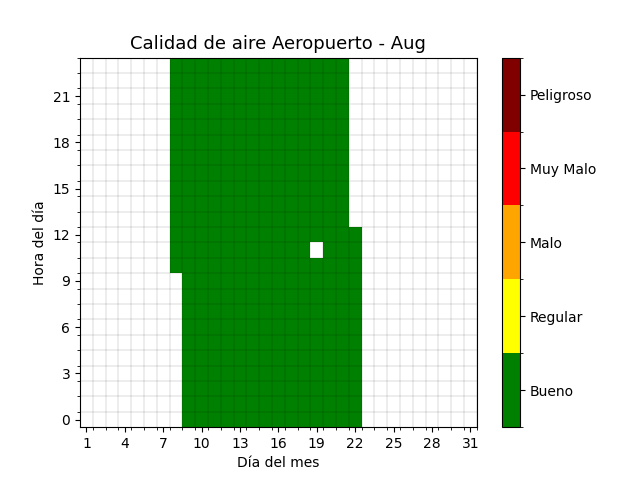 Calidad de aire Aeropuerto - Aug
Peligroso
Muy Malo
Malo
Regular
Bueno
Hora del día
21
18
15
12
9
6
3
0
1 4 7 10 13 16 19 22 25 28 31
Día del mes